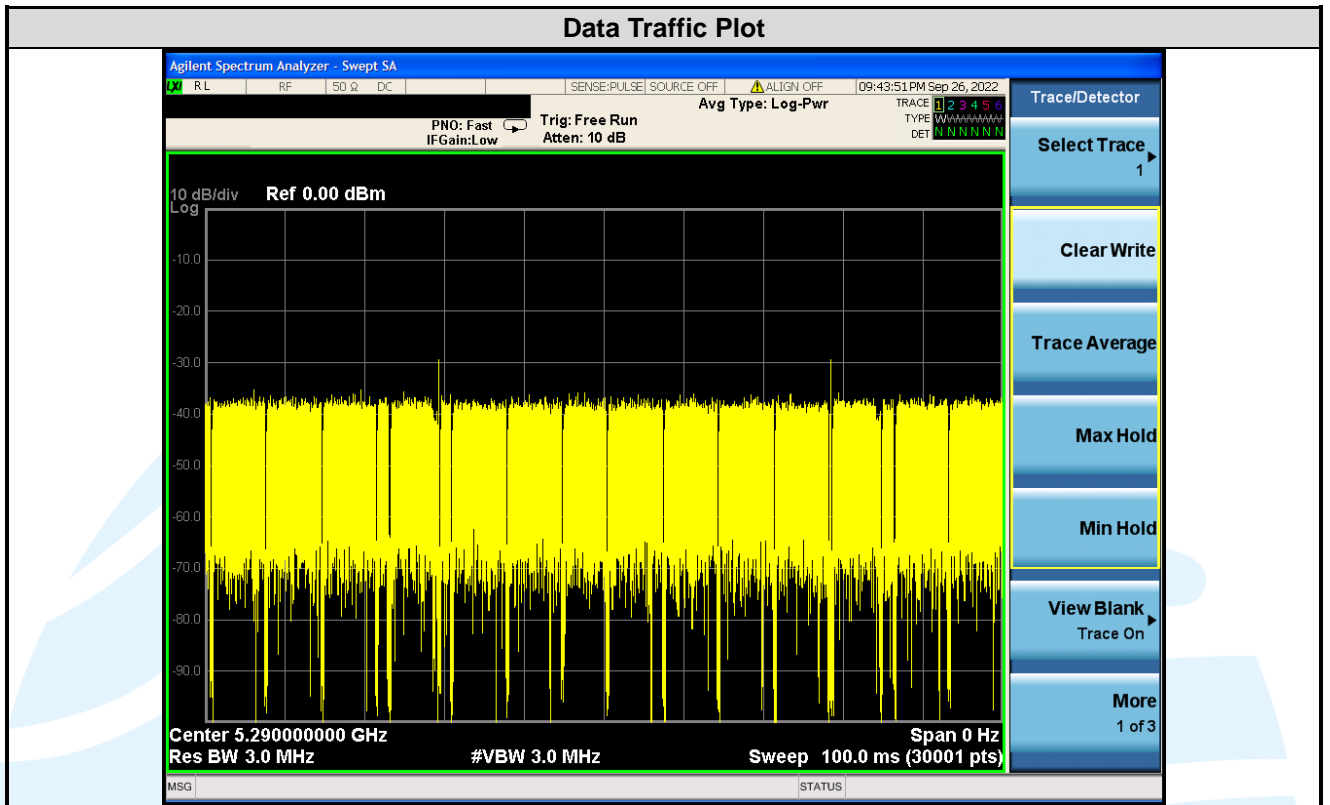 Data Traffic Plot
Agilent Spectrum Analyzer - Swept SA
LXI RL RF 50 Ω DC SENSE:PULSE SOURCE OFF ALIGN OFF 09:43:51 PM Sep 26, 2022
Avg Type: Log-Pwr
TRACE 1 2 3 4 5 6
TYPE
DET N N N N N N
PNO: Fast
IFGain:Low
Trig: Free Run
Atten: 10 dB
10 dB/div
Log
Ref 0.00 dBm
-10.0
-20.0
-30.0
-40.0
-50.0
-60.0
-70.0
-80.0
-90.0
Center 5.290000000 GHz
Span 0 Hz
Res BW 3.0 MHz
#VBW 3.0 MHz
Sweep 100.0 ms (30001 pts)
MSG
STATUS
Trace/Detector
Select Trace
1
Clear Write
Trace Average
Max Hold
Min Hold
View Blank
Trace On
More
1 of 3